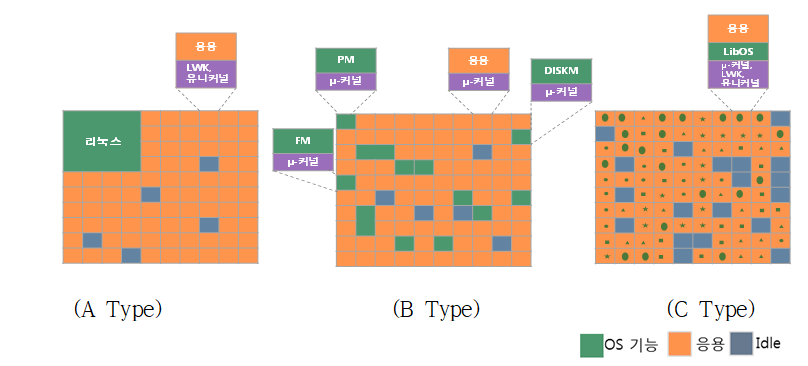 응용
LWK,
유니커널
리눅스
(A Type)
PM
μ-커널
응용
μ-커널
DISKM
μ-커널
FM
μ-커널
(B Type)
응용
LibOS
μ-커널,
LWK,
유니커널
(C Type)
OS 기능
응용
Idle